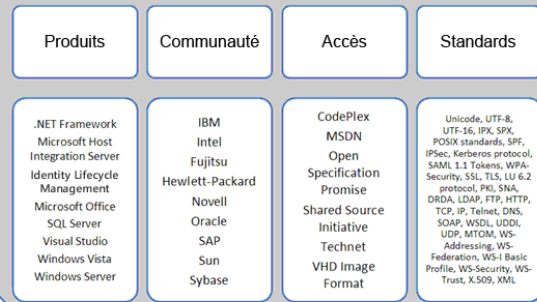 Produits
Communauté
Accès
Standards
.NET Framework
Microsoft Host
Integration Server
Identity Lifecycle
Management
Microsoft Office
SQL Server
Visual Studio
Windows Vista
Windows Server
IBM
Intel
Fujitsu
Hewlett-Packard
Novell
Oracle
SAP
Sun
Sybase
CodePlex
MSDN
Open
Specification
Promise
Shared Source
Initiative
Technet
VHD Image
Format
Unicode, UTF-8,
UTF-16, IPX, SPX,
POSIX standards, SPF,
IPSec, Kerberos protocol,
SAML 1.1 Tokens, WPA-
Security, SSL, TLS, LU 6.2
protocol, PKI, SNA,
DRDA, LDAP, FTP, HTTP,
TCP, IP, Telnet, DNS,
SOAP, WSDL, UDDI,
UDP, MTOM, WS-
Addressing, WS-
Federation, WS-I Basic
Profile, WS-Security, WS-
Trust, X.509, XML